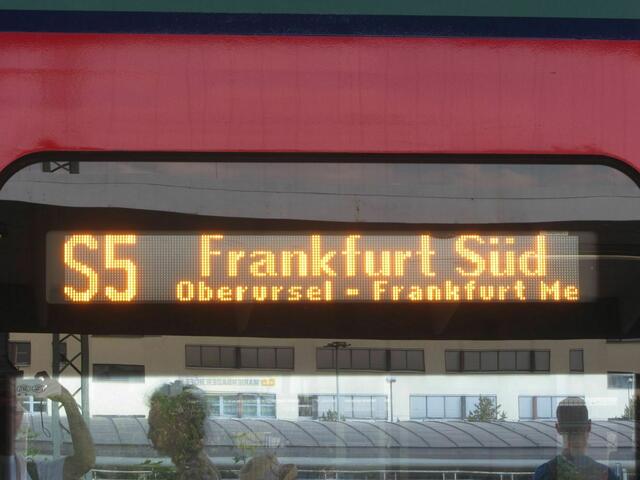 S5 Frankfurt Süd
Oberursel - Frankfurt Me